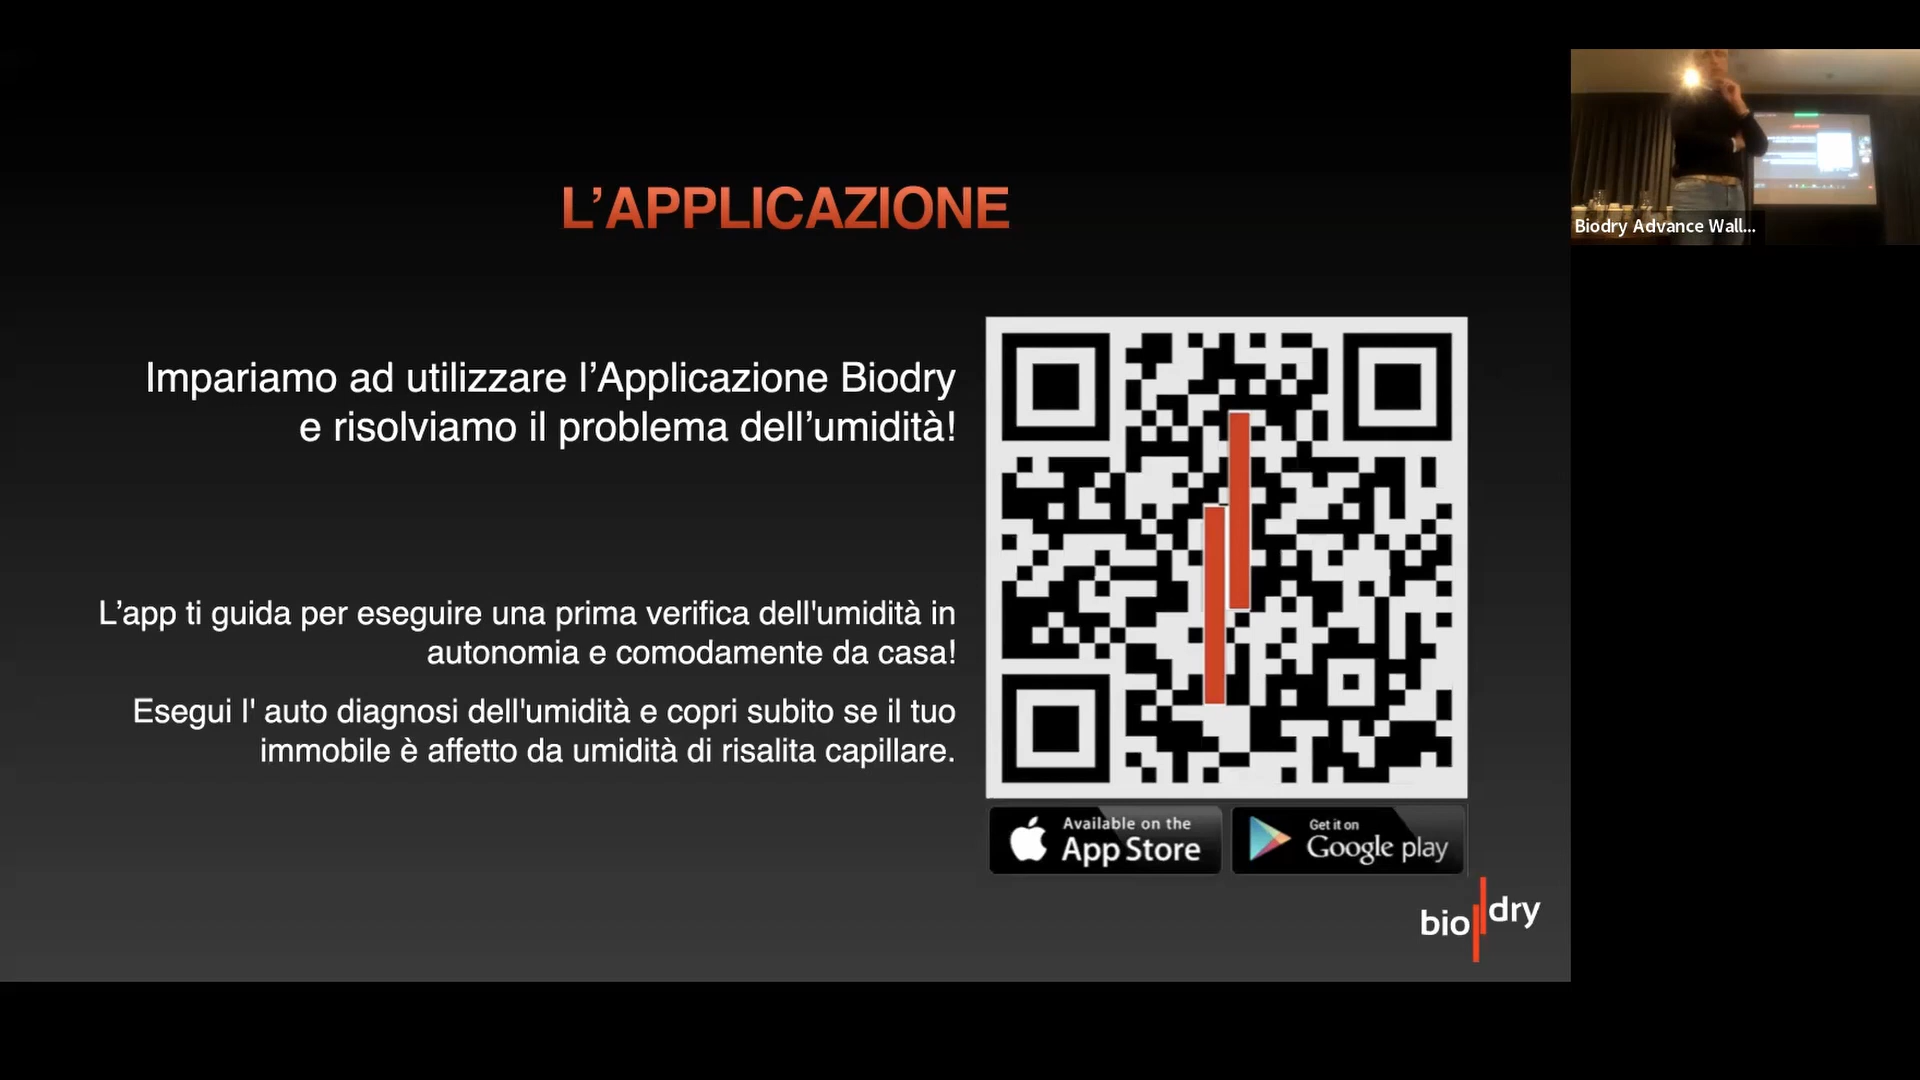 L’APPLICAZIONE
Impariamo ad utilizzare l’Applicazione Biodry
e risolviamo il problema dell’umidità!
L’app ti guida per eseguire una prima verifica dell'umidità in
autonomia e comodamente da casa!
Esegui l' auto diagnosi dell'umidità e copri subito se il tuo
immobile è affetto da umidità di risalita capillare.
Available on the
App Store
Get it on
Google play
bio dry
Biodry Advance Wall...